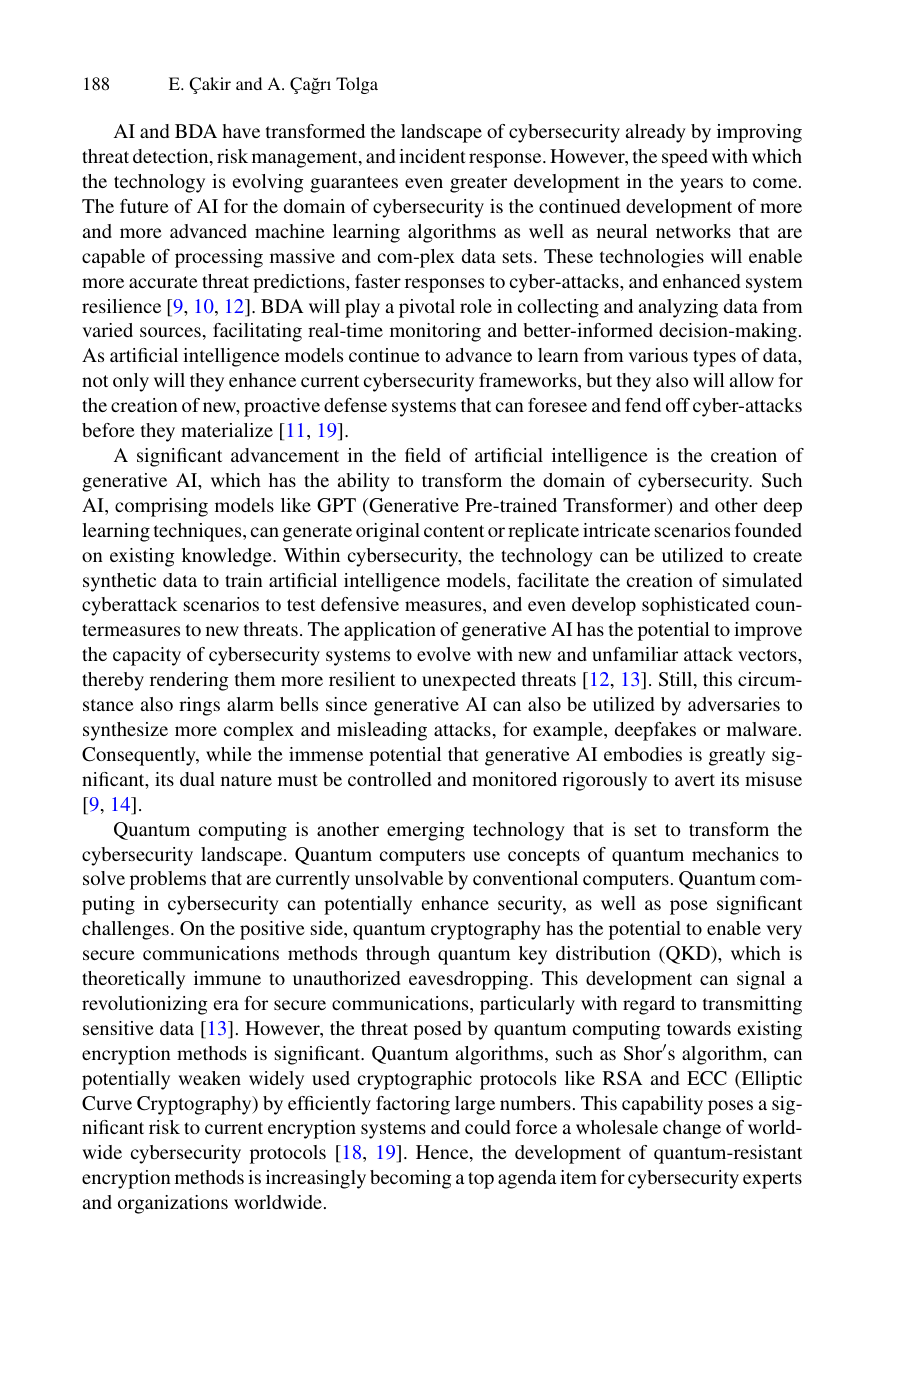 188 E. Çakir and A. Çağrı Tolga
AI and BDA have transformed the landscape of cybersecurity already by improving
threat detection, risk management, and incident response. However, the speed with which
the technology is evolving guarantees even greater development in the years to come.
The future of AI for the domain of cybersecurity is the continued development of more
and more advanced machine learning algorithms as well as neural networks that are
capable of processing massive and com-plex data sets. These technologies will enable
more accurate threat predictions, faster responses to cyber-attacks, and enhanced system
resilience [9, 10, 12]. BDA will play a pivotal role in collecting and analyzing data from
varied sources, facilitating real-time monitoring and better-informed decision-making.
As artificial intelligence models continue to advance to learn from various types of data,
not only will they enhance current cybersecurity frameworks, but they also will allow for
the creation of new, proactive defense systems that can foresee and fend off cyber-attacks
before they materialize [11, 19].
A significant advancement in the field of artificial intelligence is the creation of
generative AI, which has the ability to transform the domain of cybersecurity. Such
AI, comprising models like GPT (Generative Pre-trained Transformer) and other deep
learning techniques, can generate original content or replicate intricate scenarios founded
on existing knowledge. Within cybersecurity, the technology can be utilized to create
synthetic data to train artificial intelligence models, facilitate the creation of simulated
cyberattack scenarios to test defensive measures, and even develop sophisticated coun-
termeasures to new threats. The application of generative AI has the potential to improve
the capacity of cybersecurity systems to evolve with new and unfamiliar attack vectors,
thereby rendering them more resilient to unexpected threats [12, 13]. Still, this circum-
stance also rings alarm bells since generative AI can also be utilized by adversaries to
synthesize more complex and misleading attacks, for example, deepfakes or malware.
Consequently, while the immense potential that generative AI embodies is greatly sig-
nificant, its dual nature must be controlled and monitored rigorously to avert its misuse
[9, 14].
Quantum computing is another emerging technology that is set to transform the
cybersecurity landscape. Quantum computers use concepts of quantum mechanics to
solve problems that are currently unsolvable by conventional computers. Quantum com-
puting in cybersecurity can potentially enhance security, as well as pose significant
challenges. On the positive side, quantum cryptography has the potential to enable very
secure communications methods through quantum key distribution (QKD), which is
theoretically immune to unauthorized eavesdropping. This development can signal a
revolutionizing era for secure communications, particularly with regard to transmitting
sensitive data [13]. However, the threat posed by quantum computing towards existing
encryption methods is significant. Quantum algorithms, such as Shor′s algorithm, can
potentially weaken widely used cryptographic protocols like RSA and ECC (Elliptic
Curve Cryptography) by efficiently factoring large numbers. This capability poses a sig-
nificant risk to current encryption systems and could force a wholesale change of world-
wide cybersecurity protocols [18, 19]. Hence, the development of quantum-resistant
encryption methods is increasingly becoming a top agenda item for cybersecurity experts
and organizations worldwide.